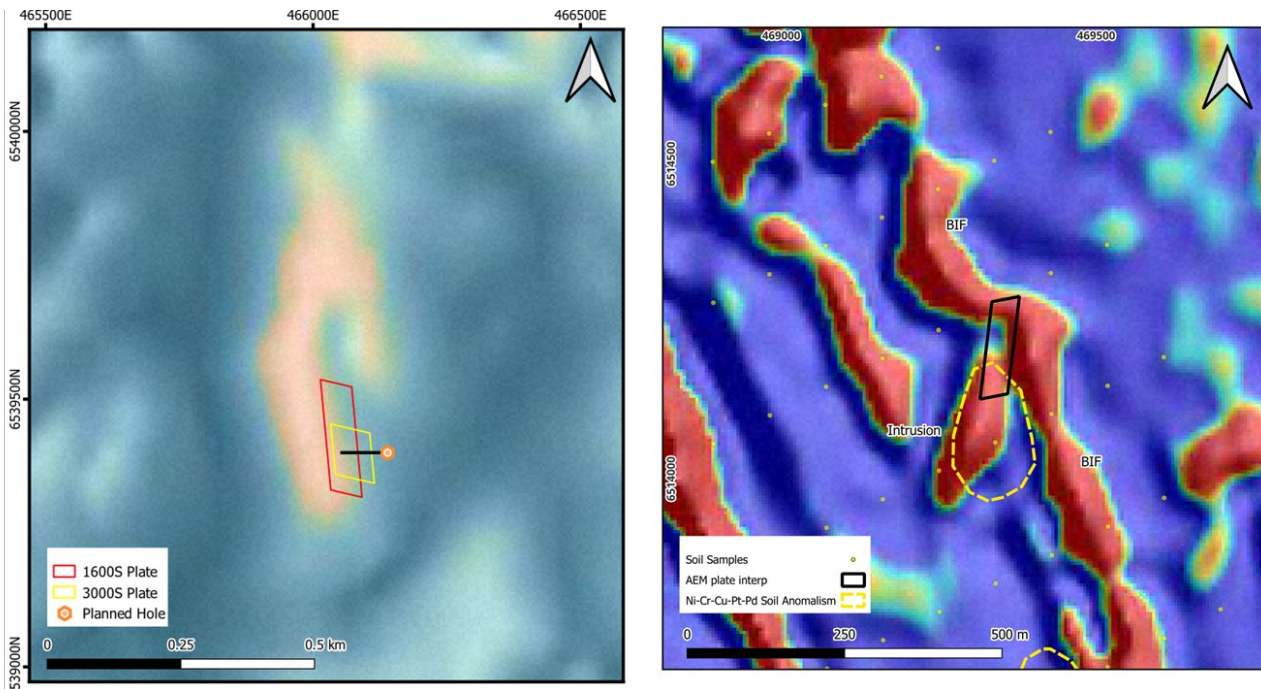 465500E
466000E
466500E
6540000N
6539500N
6539000N
1600S Plate
3000S Plate
Planned Hole
0
0.25
0.5 km
469000
469500
6514500
6514000
BIF
Intrusion
BIF
Soil Samples
AEM plate interp
Ni-Cr-Cu-Pt-Pd Soil Anomalism
0
250
500 m